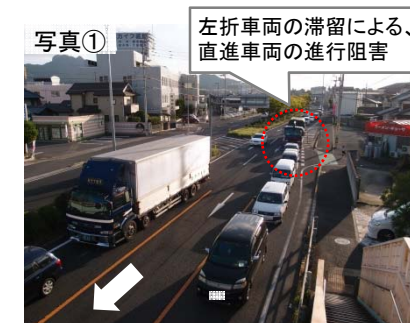 写真①
左折車両の滞留による、
直進車両の進行阻害